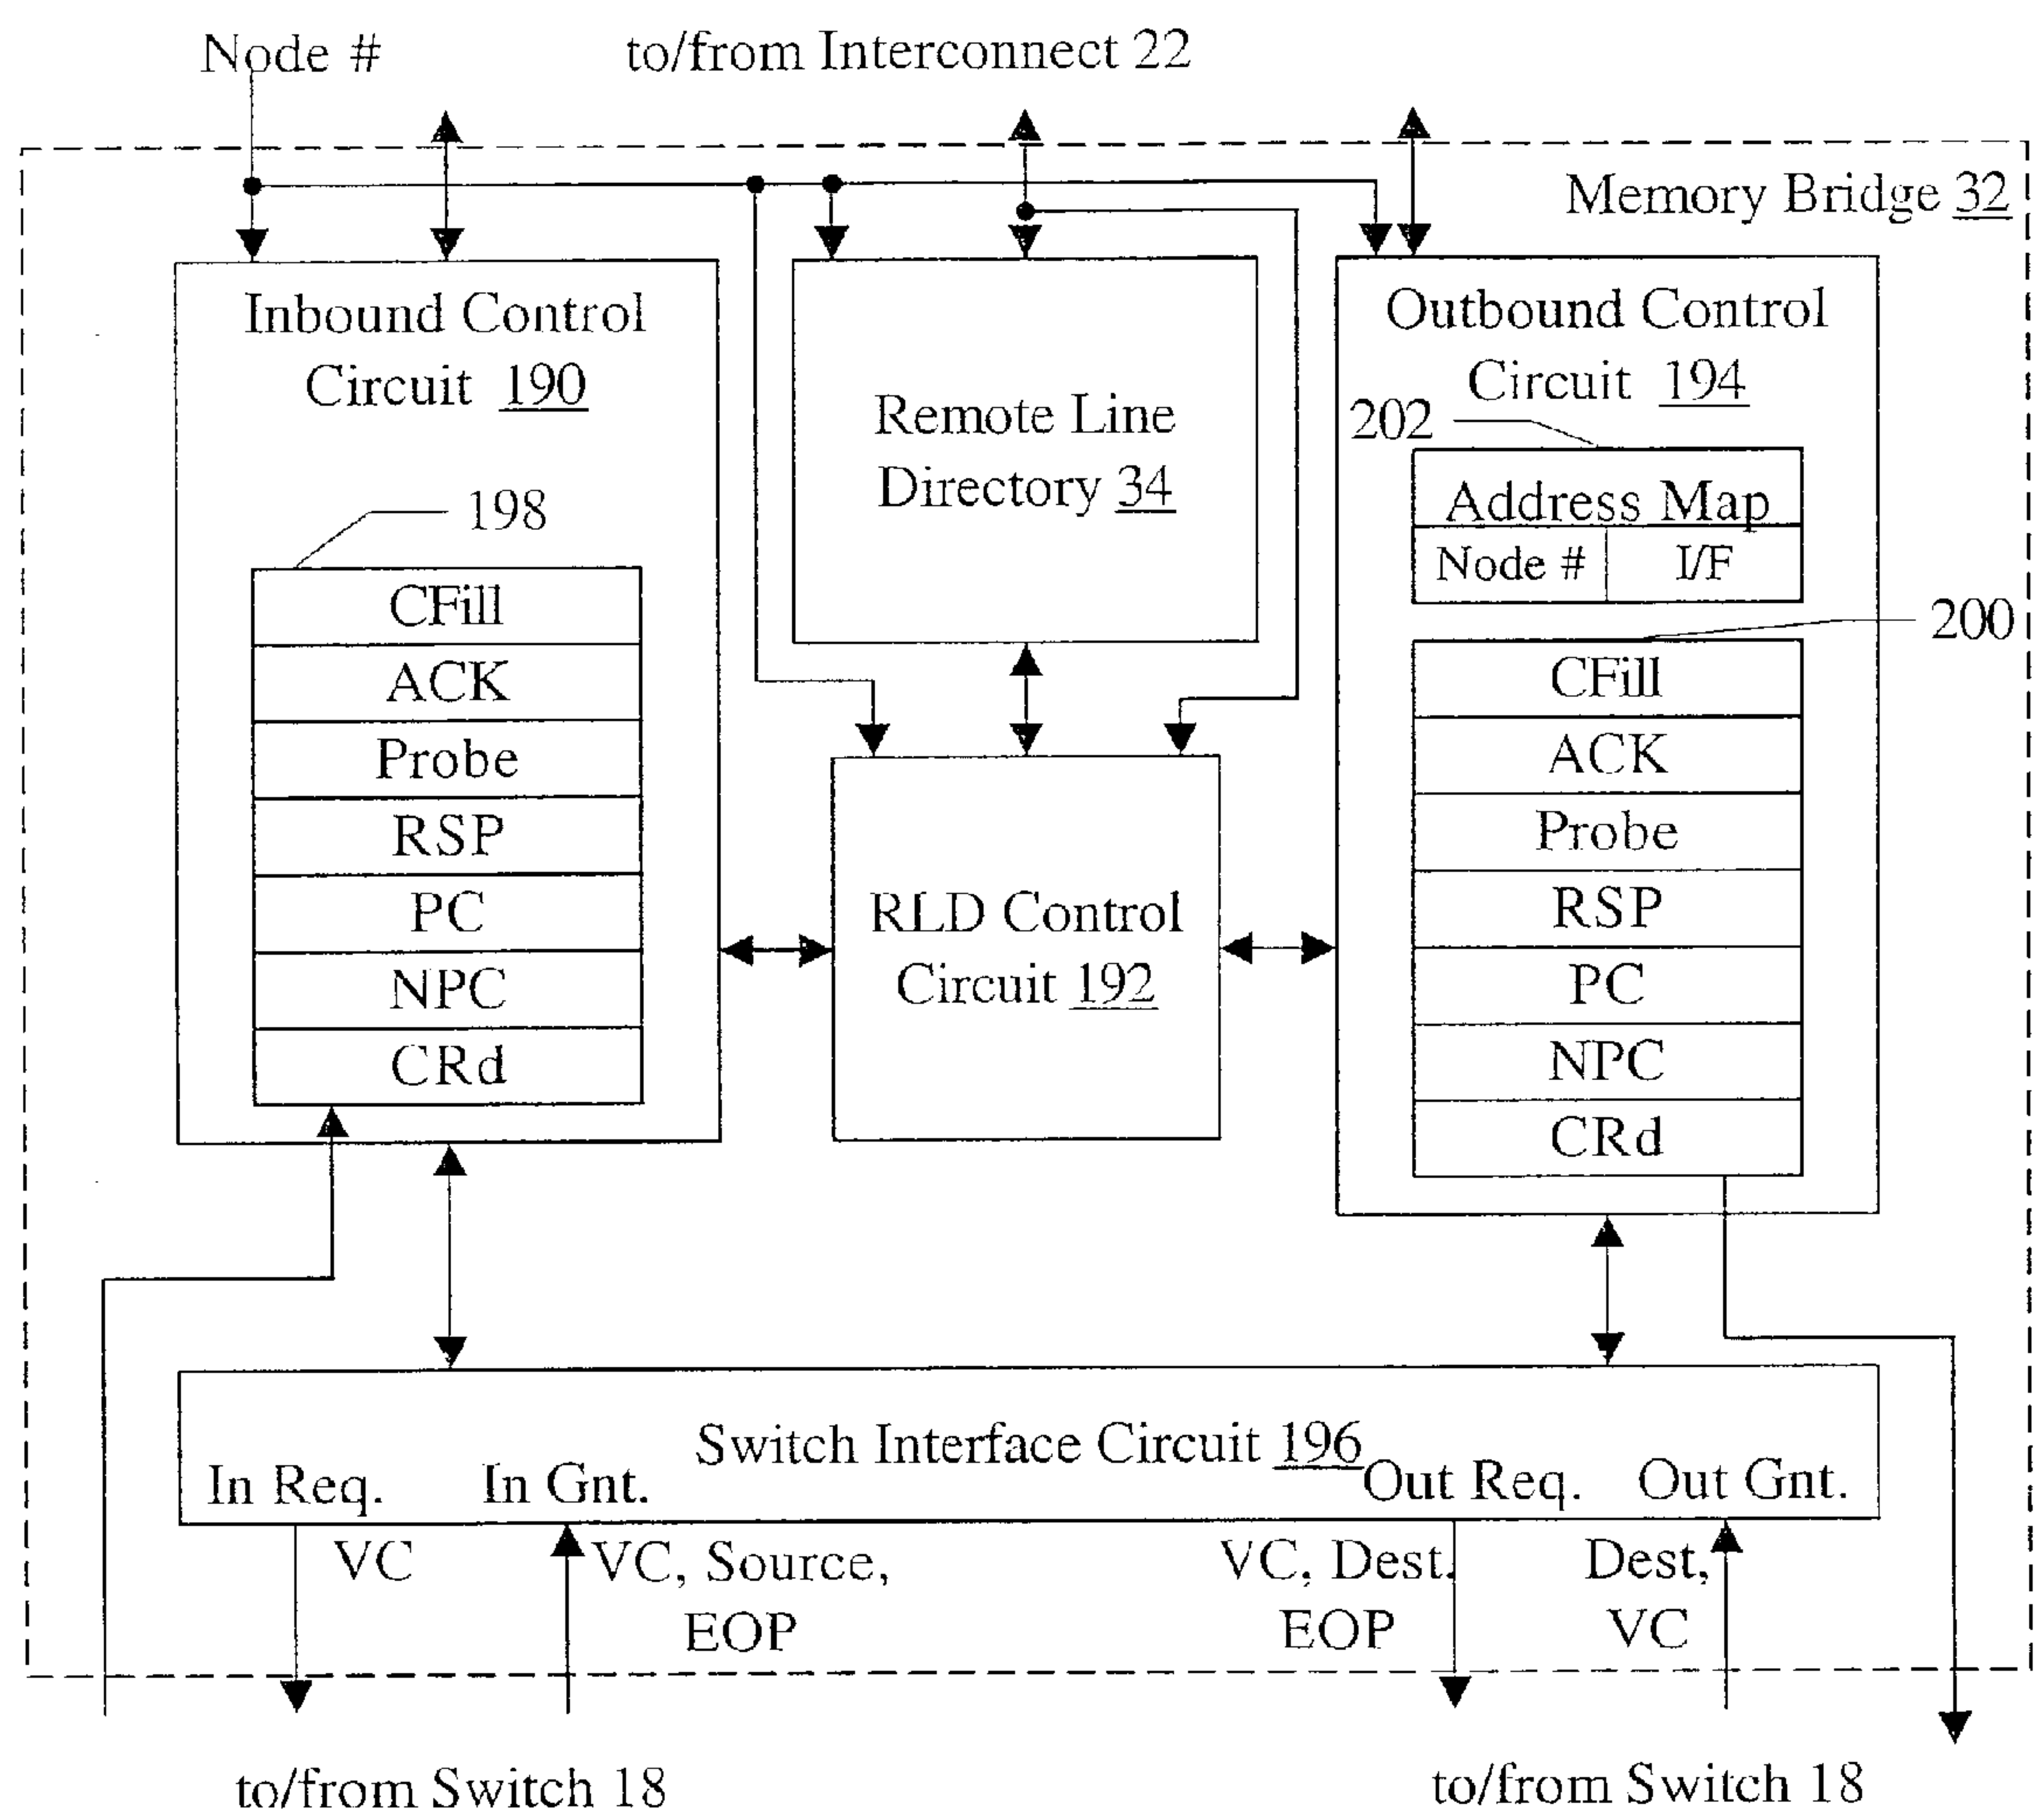 Node #
to/from Interconnect 22
Memory Bridge 32
Inbound Control
Circuit 190
198
CFill
ACK
Probe
RSP
PC
NPC
CRd
Remote Line
Directory 34
RLD Control
Circuit 192
Outbound Control
Circuit 194
202
Address Map
Node #
I/F
200
CFill
ACK
Probe
RSP
PC
NPC
CRd
Switch Interface Circuit 196
In Req.
In Gnt.
Out Req.
Out Gnt.
VC
VC, Source,
EOP
VC, Dest.
EOP
Dest,
VC
to/from Switch 18
to/from Switch 18